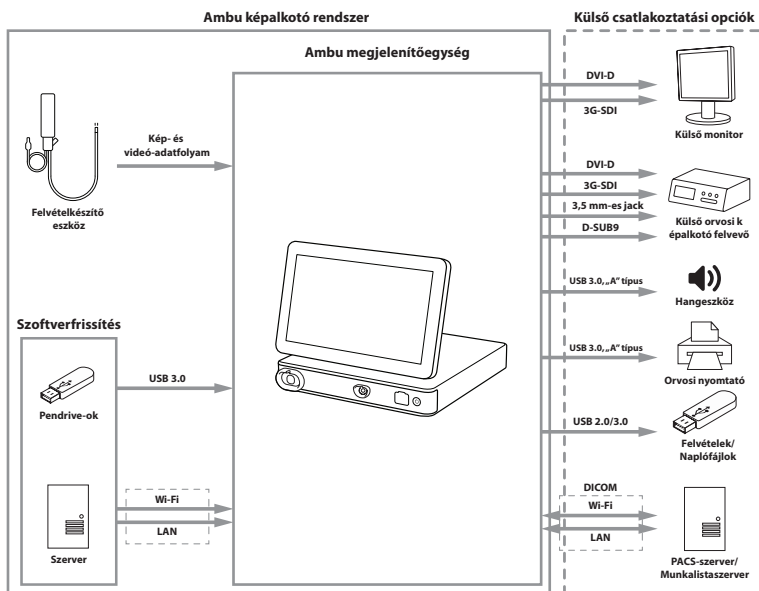 Ambu képalkotó rendszer
Külső csatlakoztatási opciók
Ambu megjelenítőegység
Kép- és
videó-adatfolyam
Felvételkészítő
eszköz
Szoftverfrissítés
USB 3.0
Pendrive-ok
Wi-Fi
LAN
Szerver
DVI-D
3G-SDI
Külső monitor
DVI-D
3G-SDI
3,5 mm-es jack
D-SUB9
Külső orvosi k
épalkotó felvevő
USB 3.0, „A” típus
Hangeszköz
USB 3.0, „A” típus
Orvosi nyomtató
USB 2.0/3.0
Felvételek/
Naplófájlok
DICOM
Wi-Fi
LAN
PACS-szerver/
Munkalistaszerver